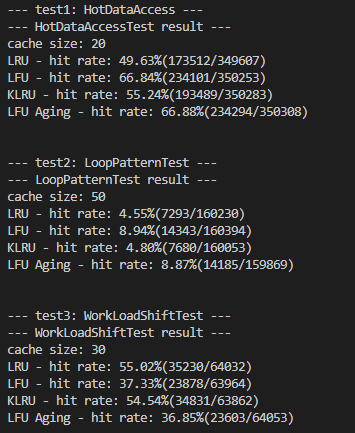 --- test1: HotDataAccess ---
--- HotDataAccessTest result ---
cache size: 20
LRU - hit rate: 49.63%(173512/349607)
LFU - hit rate: 66.84%(234101/350253)
KLRU - hit rate: 55.24%(193489/350283)
LFU Aging - hit rate: 66.88%(234294/350308)
--- test2: LoopPatternTest ---
--- LoopPatternTest result ---
cache size: 50
LRU - hit rate: 4.55%(7293/160230)
LFU - hit rate: 8.94%(14343/160394)
KLRU - hit rate: 4.80%(7680/160053)
LFU Aging - hit rate: 8.87%(14185/159869)
--- test3: WorkLoadShiftTest ---
--- WorkLoadShiftTest result ---
cache size: 30
LRU - hit rate: 55.02%(35230/64032)
LFU - hit rate: 37.33%(23878/63964)
KLRU - hit rate: 54.54%(34831/63862)
LFU Aging - hit rate: 36.85%(23603/64053)